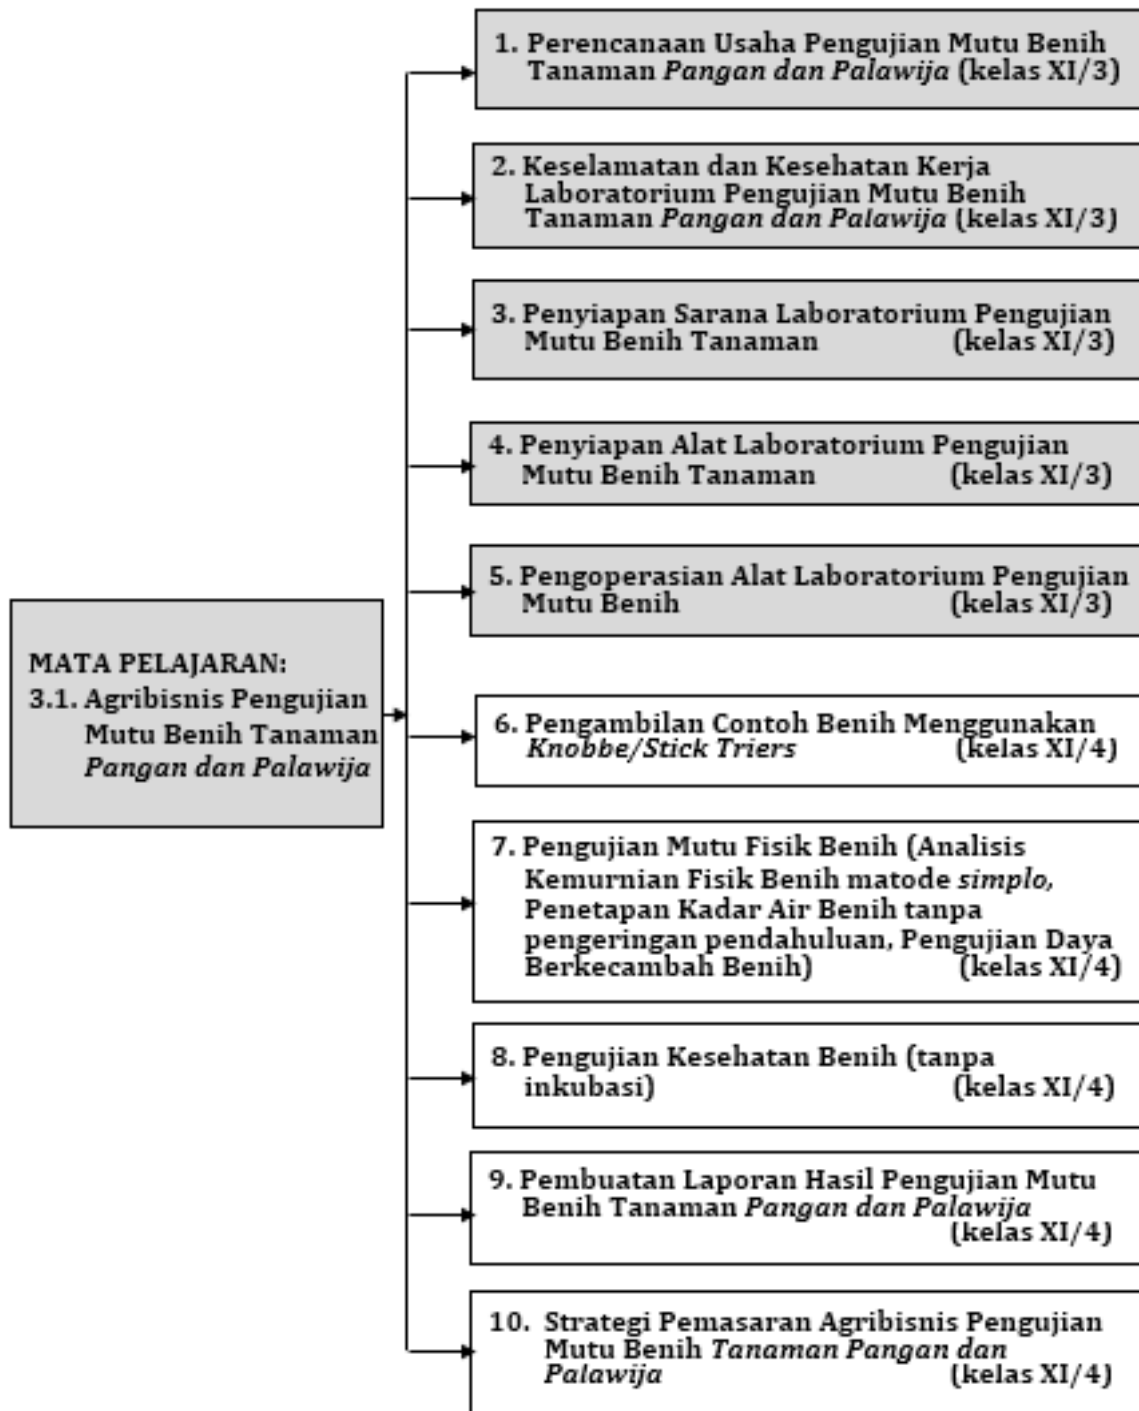 1. Perencanaan Usaha Pengujian Mutu Benih
Tanaman Pangan dan Palawija (kelas XI/3)
2. Keselamatan dan Kesehatan Kerja
Laboratorium Pengujian Mutu Benih
Tanaman Pangan dan Palawija (kelas XI/3)
3. Penyiapan Sarana Laboratorium Pengujian
Mutu Benih Tanaman (kelas XI/3)
4. Penyiapan Alat Laboratorium Pengujian
Mutu Benih Tanaman (kelas XI/3)
5. Pengoperasian Alat Laboratorium Pengujian
Mutu Benih (kelas XI/3)
MATA PELAJARAN:
3.1. Agribisnis Pengujian
Mutu Benih Tanaman
Pangan dan Palawija
6. Pengambilan Contoh Benih Menggunakan
Knobbe/Stick Triers (kelas XI/4)
7. Pengujian Mutu Fisik Benih (Analisis
Kemurnian Fisik Benih matode simplo,
Penetapan Kadar Air Benih tanpa
pengeringan pendahuluan, Pengujian Daya
Berkecambah Benih) (kelas XI/4)
8. Pengujian Kesehatan Benih (tanpa
inkubasi) (kelas XI/4)
9. Pembuatan Laporan Hasil Pengujian Mutu
Benih Tanaman Pangan dan Palawija
(kelas XI/4)
10. Strategi Pemasaran Agribisnis Pengujian
Mutu Benih Tanaman Pangan dan
Palawija (kelas XI/4)